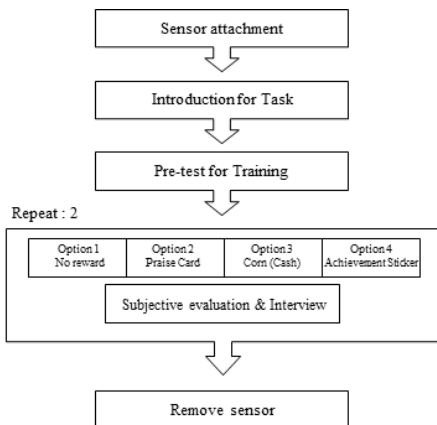 Sensor attachment
Introduction for Task
Pre-test for Training
Repeat : 2
Option 1
No reward
Option 2
Praise Card
Option 3
Corn (Cash)
Option 4
Achievement Sticker
Subjective evaluation & Interview
Remove sensor